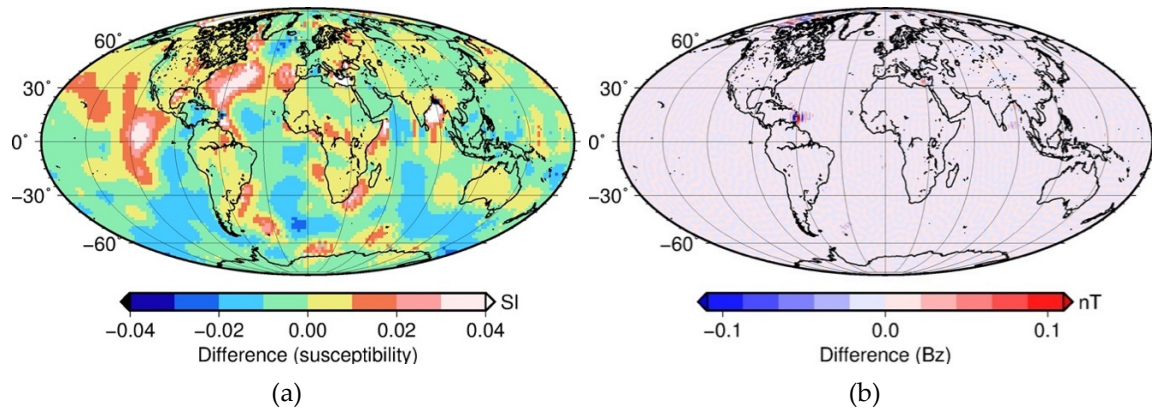 60° 60°
30° 30°
0° 0°
−30° −30°
−60° −60°
SI nT
−0.04 −0.02 0.00 0.02 0.04 −0.1 0.0 0.1
Difference (susceptibility) Difference (Bz)
(a) (b)